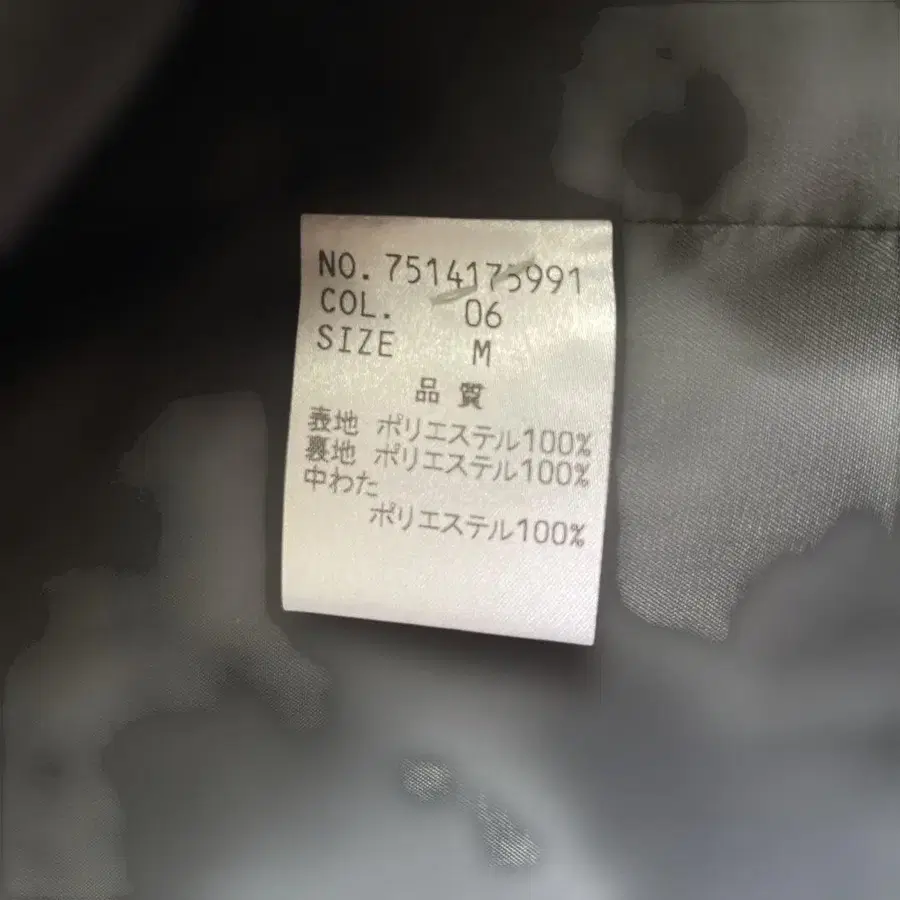 NO. 7514175991
COL. 06
SIZE M
品質
表地 ポリエステル100%
裏地 ポリエステル100%
中わた
ポリエステル100%